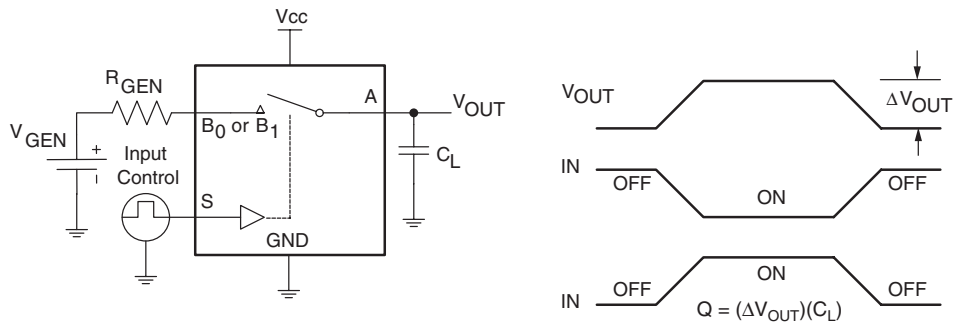 Vcc
R_GEN
A
V_OUT
B_0 or B_1
V_GEN
+
-
Input
Control
C_L
S
GND
V_OUT
ΔV_OUT
IN
OFF
ON
OFF
IN
OFF
ON
OFF
Q = (ΔV_OUT)(C_L)